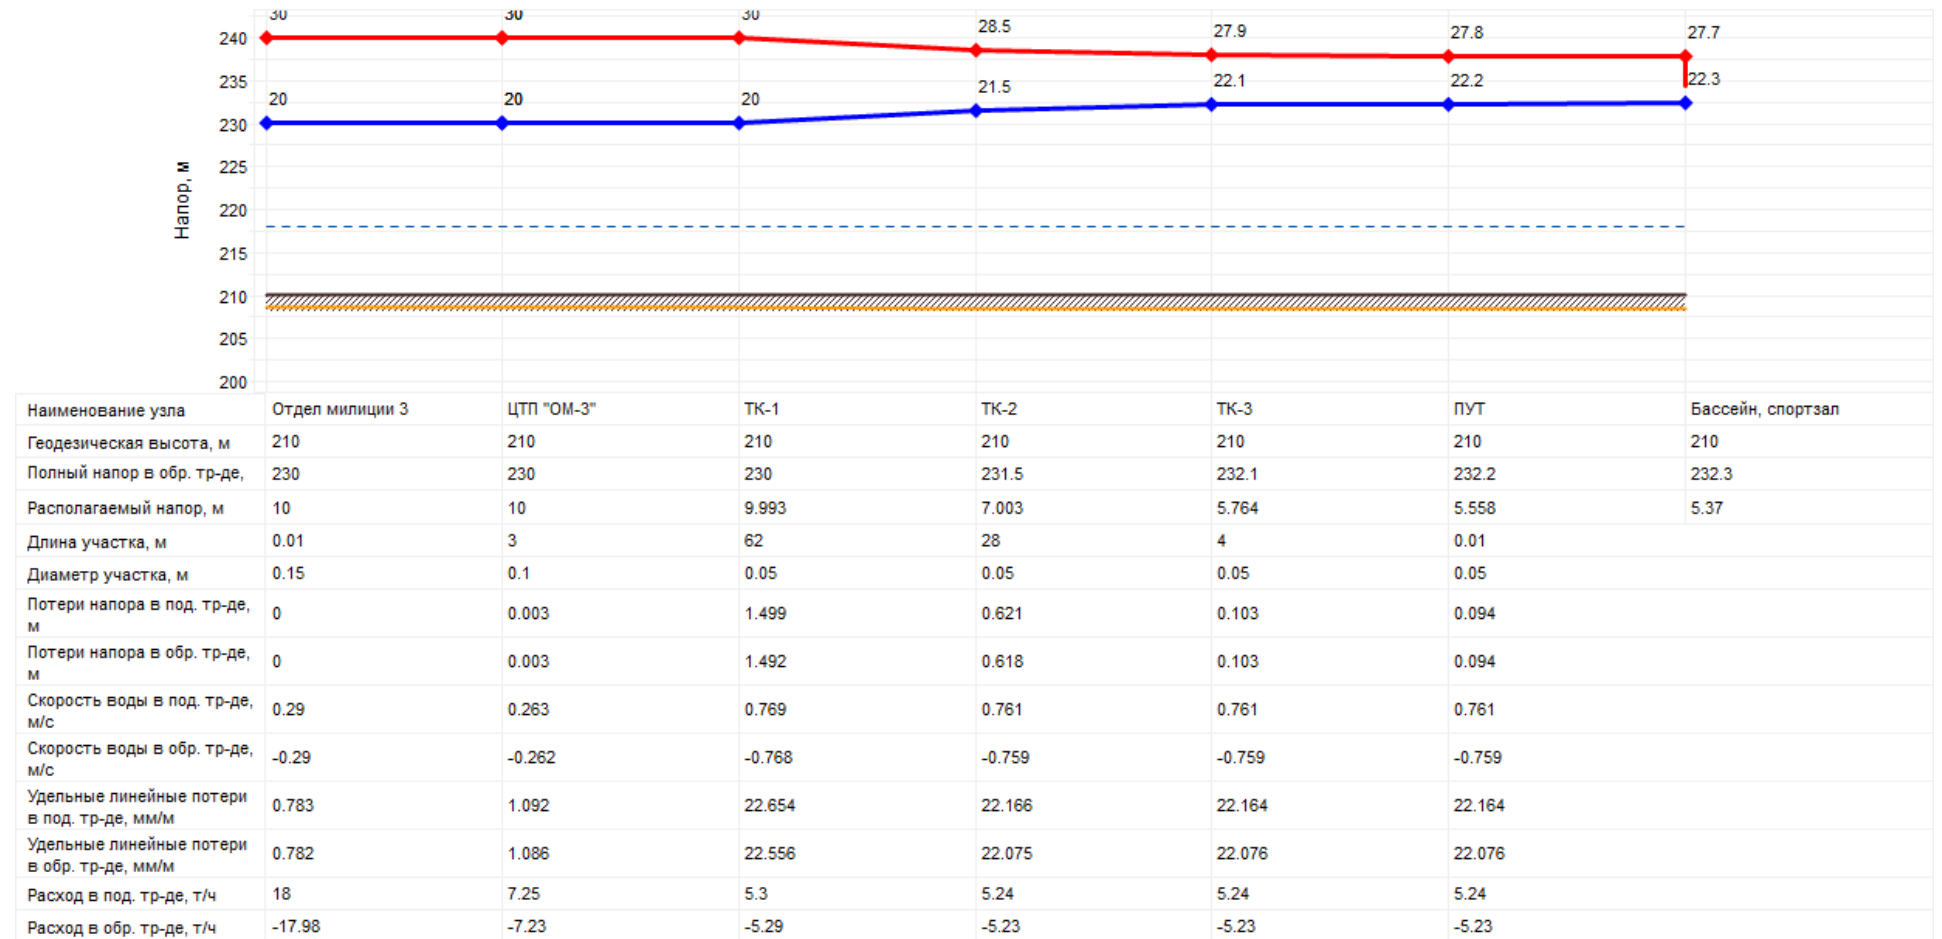 30 30 30 28.5 27.9 27.8 27.7
240
235
21.5 22.1 22.2 22.3
20 20 20
230
225
220
215
210
205
200
Напор, м
Наименование узла Отдел милиции 3 ЦТП "ОМ-3" ТК-1 ТК-2 ТК-3 ПУТ Бассейн, спортзал
Геодезическая высота, м 210 210 210 210 210 210 210
Полный напор в обр. тр-де, 230 230 230 231.5 232.1 232.2 232.3
Располагаемый напор, м 10 10 9.993 7.003 5.764 5.558 5.37
Длина участка, м 0.01 3 62 28 4 0.01
Диаметр участка, м 0.15 0.1 0.05 0.05 0.05 0.05
Потери напора в под. тр-де,
м
0 0.003 1.499 0.621 0.103 0.094
Потери напора в обр. тр-де,
м
0 0.003 1.492 0.618 0.103 0.094
Скорость воды в под. тр-де,
м/с
0.29 0.263 0.769 0.761 0.761 0.761
Скорость воды в обр. тр-де,
м/с
-0.29 -0.262 -0.768 -0.759 -0.759 -0.759
Удельные линейные потери
в под. тр-де, мм/м
0.783 1.092 22.654 22.166 22.164 22.164
Удельные линейные потери
в обр. тр-де, мм/м
0.782 1.086 22.556 22.075 22.076 22.076
Расход в под. тр-де, т/ч 18 7.25 5.3 5.24 5.24 5.24
Расход в обр. тр-де, т/ч -17.98 -7.23 -5.29 -5.23 -5.23 -5.23